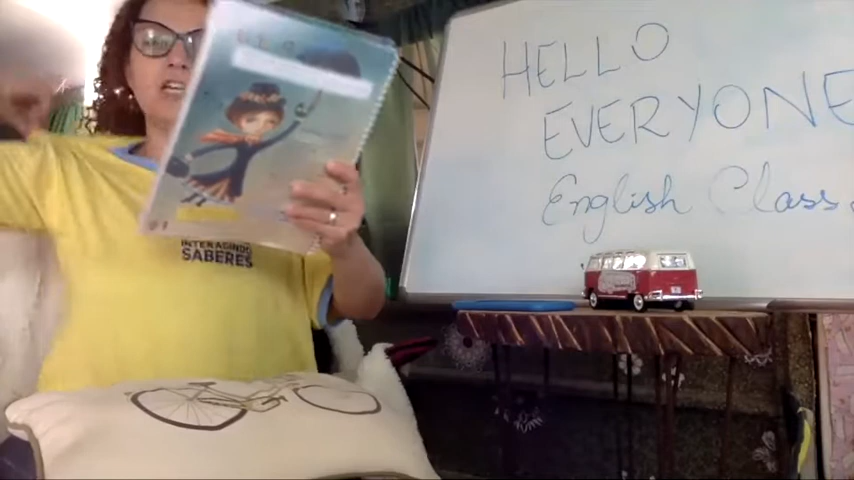 HELLO
EVERYONE
English Class
INTERAGINDO
SABERES